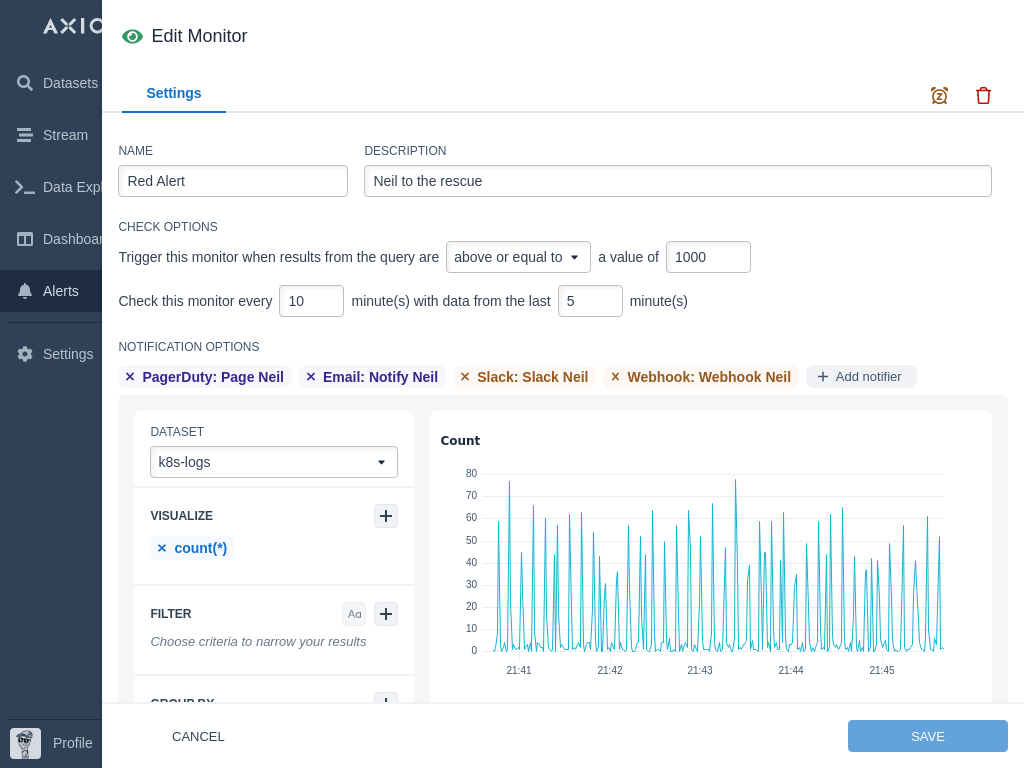 AXIO
Edit Monitor
Datasets
Stream
Data Expl
Dashboar
Alerts
Settings
Profile
Settings
NAME
DESCRIPTION
Red Alert
Neil to the rescue
CHECK OPTIONS
Trigger this monitor when results from the query are above or equal to a value of 1000
Check this monitor every 10 minute(s) with data from the last 5 minute(s)
NOTIFICATION OPTIONS
PagerDuty: Page Neil Email: Notify Neil Slack: Slack Neil Webhook: Webhook Neil Add notifier
DATASET
k8s-logs
VISUALIZE
count(*)
FILTER
Aa
Choose criteria to narrow your results
GROUP BY
Count
80
70
60
50
40
30
20
10
0
21:41 21:42 21:43 21:44 21:45
CANCEL
SAVE